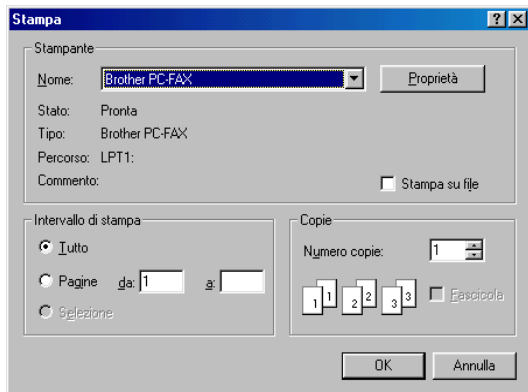 Stampa
Stampante
Nome: Brother PC-FAX Proprietà
Stato: Pronta
Tipo: Brother PC-FAX
Percorso: LPT1:
Commento: Stampa su file
Intervallo di stampa
Tutto
Pagine da: 1 a:
Selezione
Copie
Numero copie: 1
1 1 2 2 3 3 Fascicola
OK Annulla